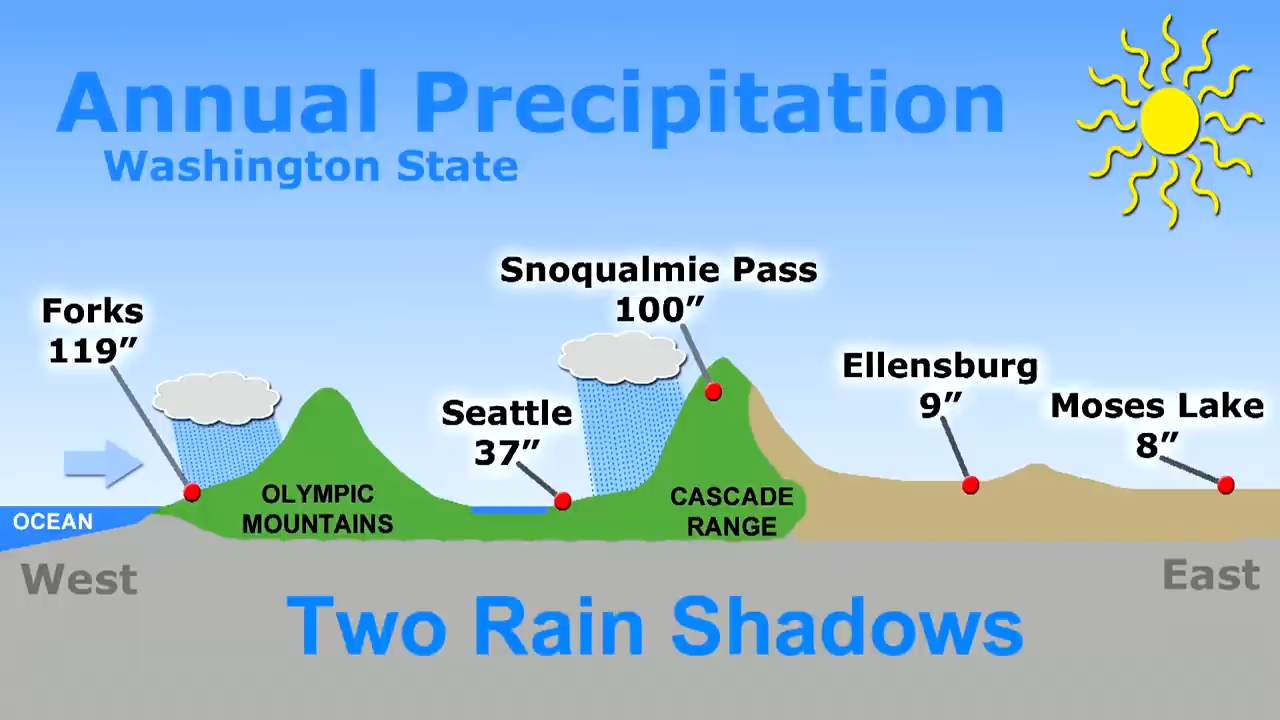 Annual Precipitation
Washington State
Snoqualmie Pass
100”
Forks
119”
Ellensburg
9”
Seattle
37”
Moses Lake
8”
OLYMPIC
MOUNTAINS
CASCADE
RANGE
OCEAN
West
East
Two Rain Shadows